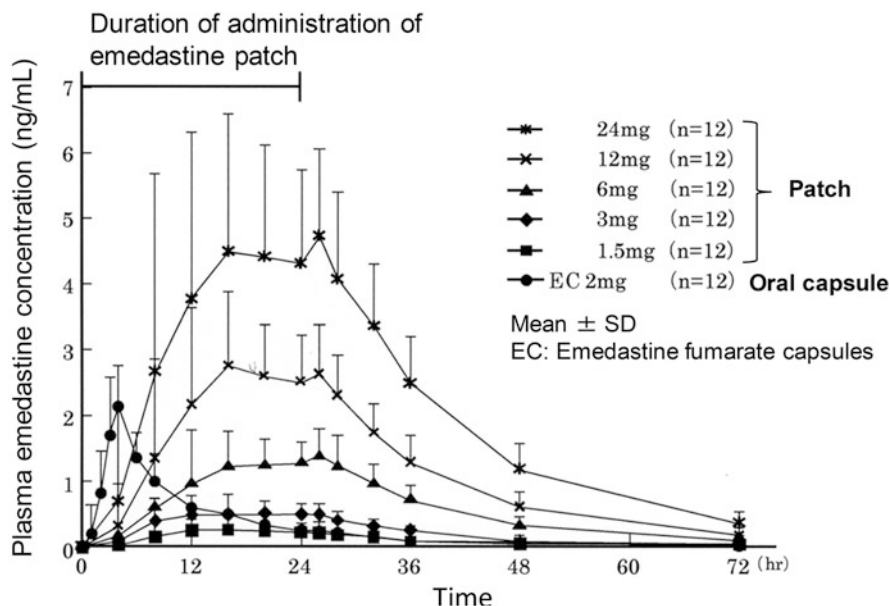 Duration of administration of
emedastine patch
Plasma emedastine concentration (ng/mL)
7
6
5
4
3
2
1
0
24mg (n=12)
12mg (n=12)
6mg (n=12)
3mg (n=12)
1.5mg (n=12)
Patch
EC 2mg (n=12) Oral capsule
Mean ± SD
EC: Emedastine fumarate capsules
0 12 24 36 48 60 72 (hr)
Time